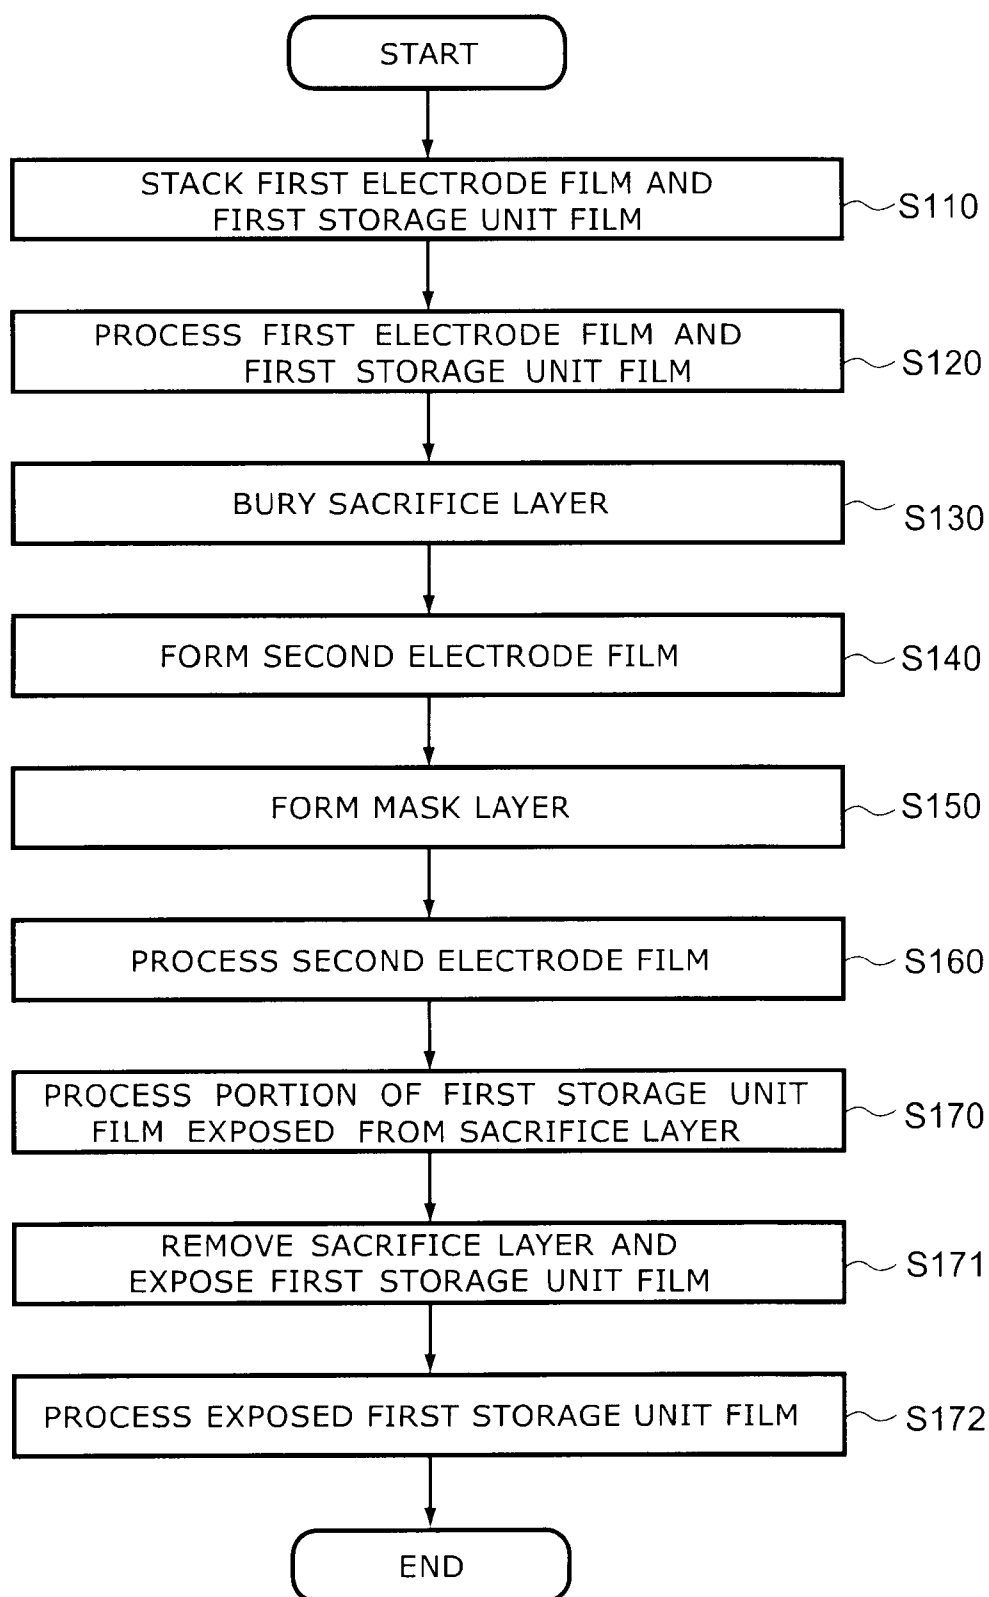 START
STACK FIRST ELECTRODE FILM AND
FIRST STORAGE UNIT FILM
S110
PROCESS FIRST ELECTRODE FILM AND
FIRST STORAGE UNIT FILM
S120
BURY SACRIFICE LAYER
S130
FORM SECOND ELECTRODE FILM
S140
FORM MASK LAYER
S150
PROCESS SECOND ELECTRODE FILM
S160
PROCESS PORTION OF FIRST STORAGE UNIT
FILM EXPOSED FROM SACRIFICE LAYER
S170
REMOVE SACRIFICE LAYER AND
EXPOSE FIRST STORAGE UNIT FILM
S171
PROCESS EXPOSED FIRST STORAGE UNIT FILM
S172
END